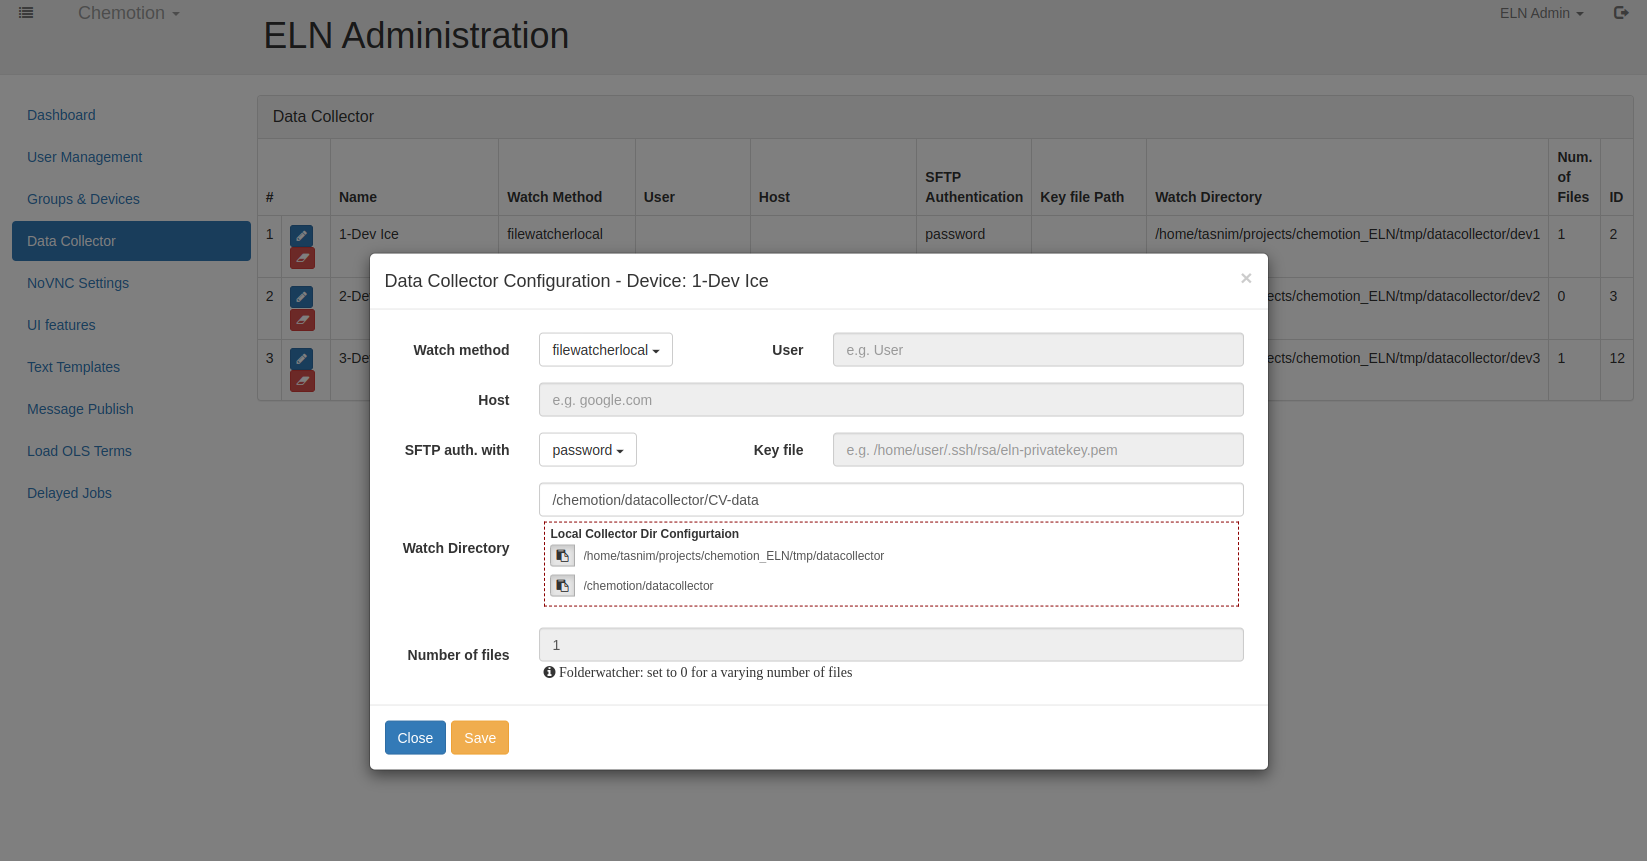 Chemotion
ELN Admin
ELN Administration
Dashboard
User Management
Groups & Devices
Data Collector
NoVNC Settings
UI features
Text Templates
Message Publish
Load OLS Terms
Delayed Jobs
Data Collector
# Name Watch Method User Host SFTP Authentication Key file Path Watch Directory Num. of Files ID
1 1-Dev Ice filewatcherlocal password /home/tasnim/projects/chemotion_ELN/tmp/datacollector/dev1 1 2
2 2-De ects/chemotion_ELN/tmp/datacollector/dev2 0 3
3 3-De ects/chemotion_ELN/tmp/datacollector/dev3 1 12
Data Collector Configuration - Device: 1-Dev Ice ×
Watch method filewatcherlocal User e.g. User
Host e.g. google.com
SFTP auth. with password Key file e.g. /home/user/.ssh/rsa/eln-privatekey.pem
/chemotion/datacollector/CV-data
Watch Directory
Local Collector Dir Configurtaion
/home/tasnim/projects/chemotion_ELN/tmp/datacollector
/chemotion/datacollector
Number of files 1
Folderwatcher: set to 0 for a varying number of files
Close Save